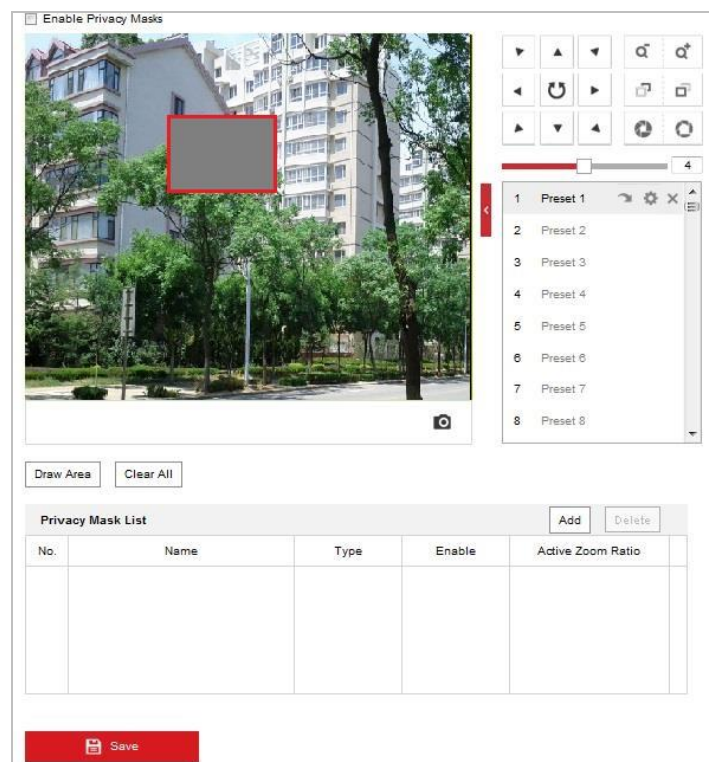 Enable Privacy Masks
4
1 Preset 1
2 Preset 2
3 Preset 3
4 Preset 4
5 Preset 5
6 Preset 6
7 Preset 7
8 Preset 8
Draw Area Clear All
Privacy Mask List Add Delete
No. Name Type Enable Active Zoom Ratio
Save